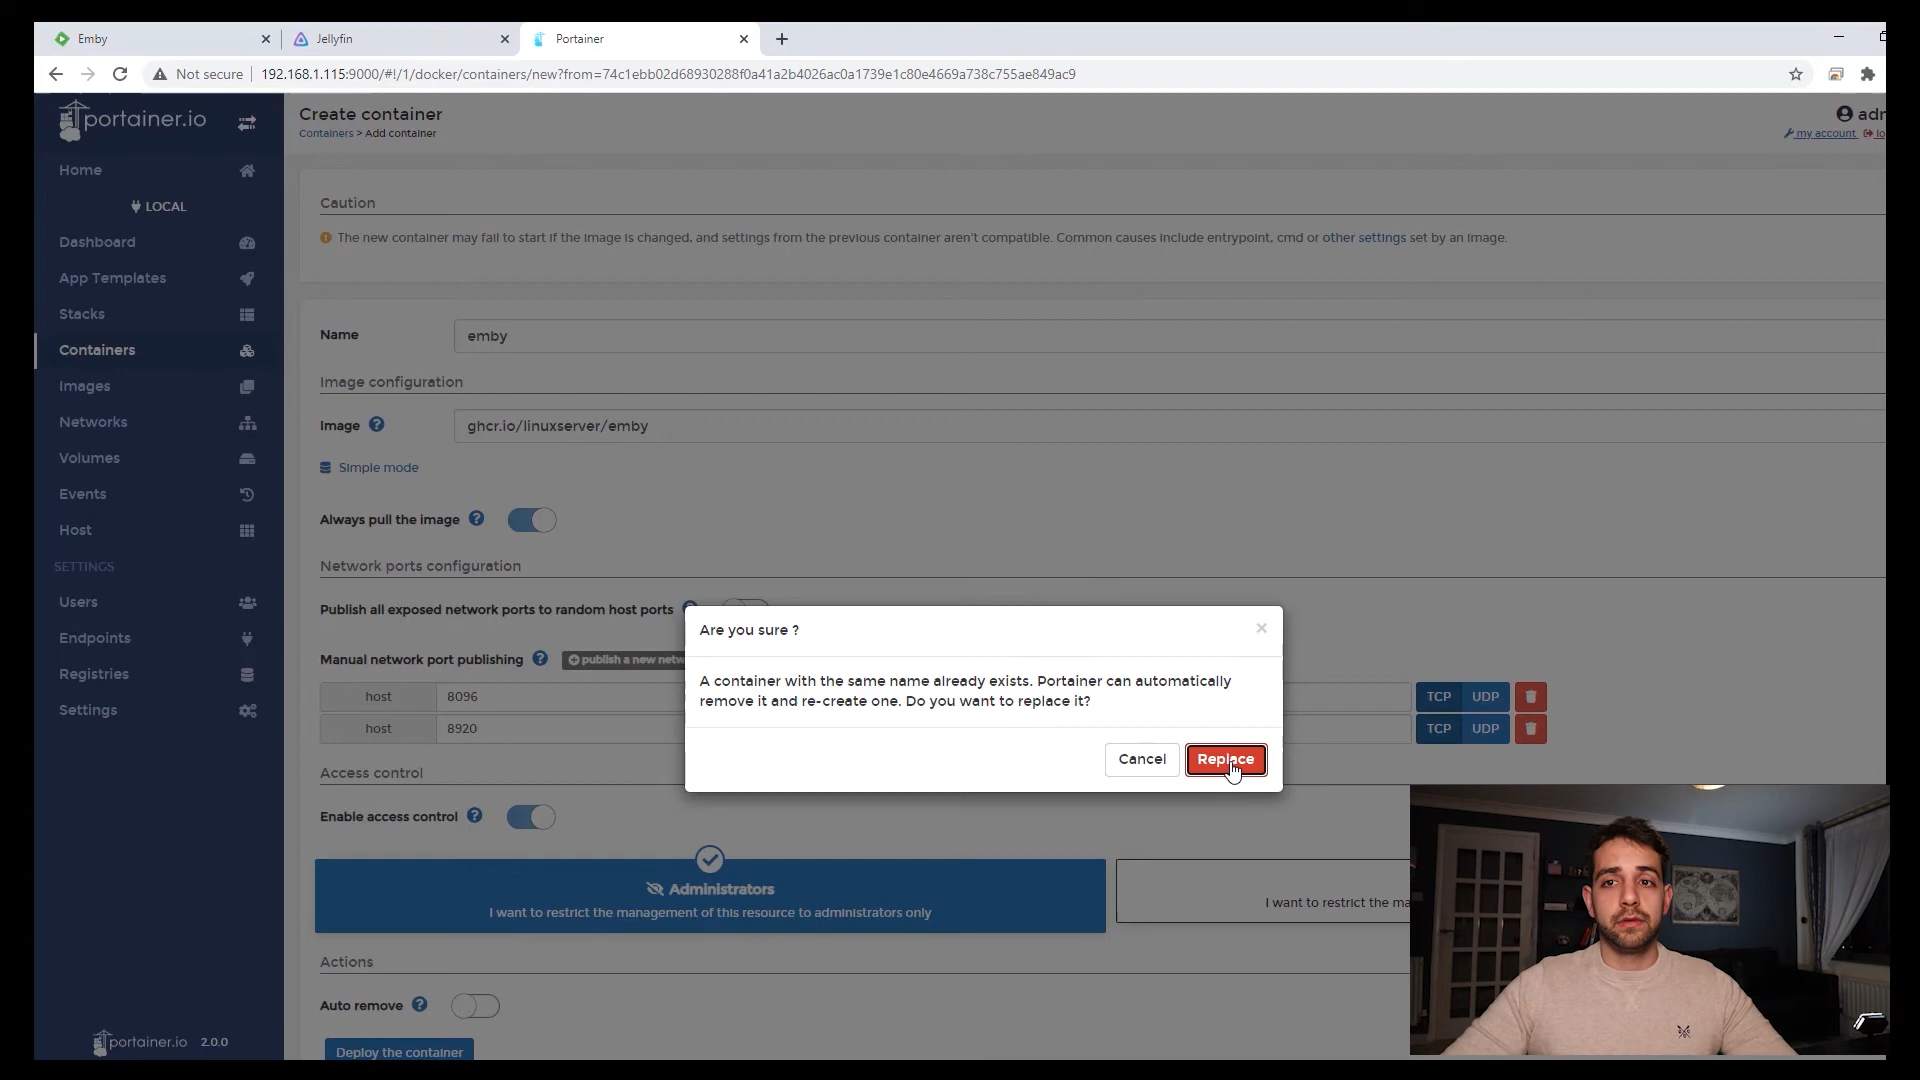 Emby
Jellyfin
Portainer
Not secure
192.168.1.115:9000/#!/1/docker/containers/new?from=74c1ebb02d68930288f0a41a2b4026ac0a1739e1c80e4669a738c755ae849ac9
portainer.io
Home
LOCAL
Dashboard
App Templates
Stacks
Containers
Images
Networks
Volumes
Events
Host
SETTINGS
Users
Endpoints
Registries
Settings
portainer.io 2.0.0
Create container
Containers > Add container
my account
Caution
The new container may fail to start if the image is changed, and settings from the previous container aren't compatible. Common causes include entrypoint, cmd or other settings set by an image.
Name emby
Image configuration
Image ghcr.io/linuxserver/emby
Simple mode
Always pull the image
Network ports configuration
Publish all exposed network ports to random host ports
Manual network port publishing publish a new
host 8096 TCP UDP
host 8920 TCP UDP
Are you sure ?
A container with the same name already exists. Portainer can automatically
remove it and re-create one. Do you want to replace it?
Cancel Replace
Access control
Enable access control
Administrators
I want to restrict the management of this resource to administrators only
I want to restrict the
Actions
Auto remove
Deploy the container